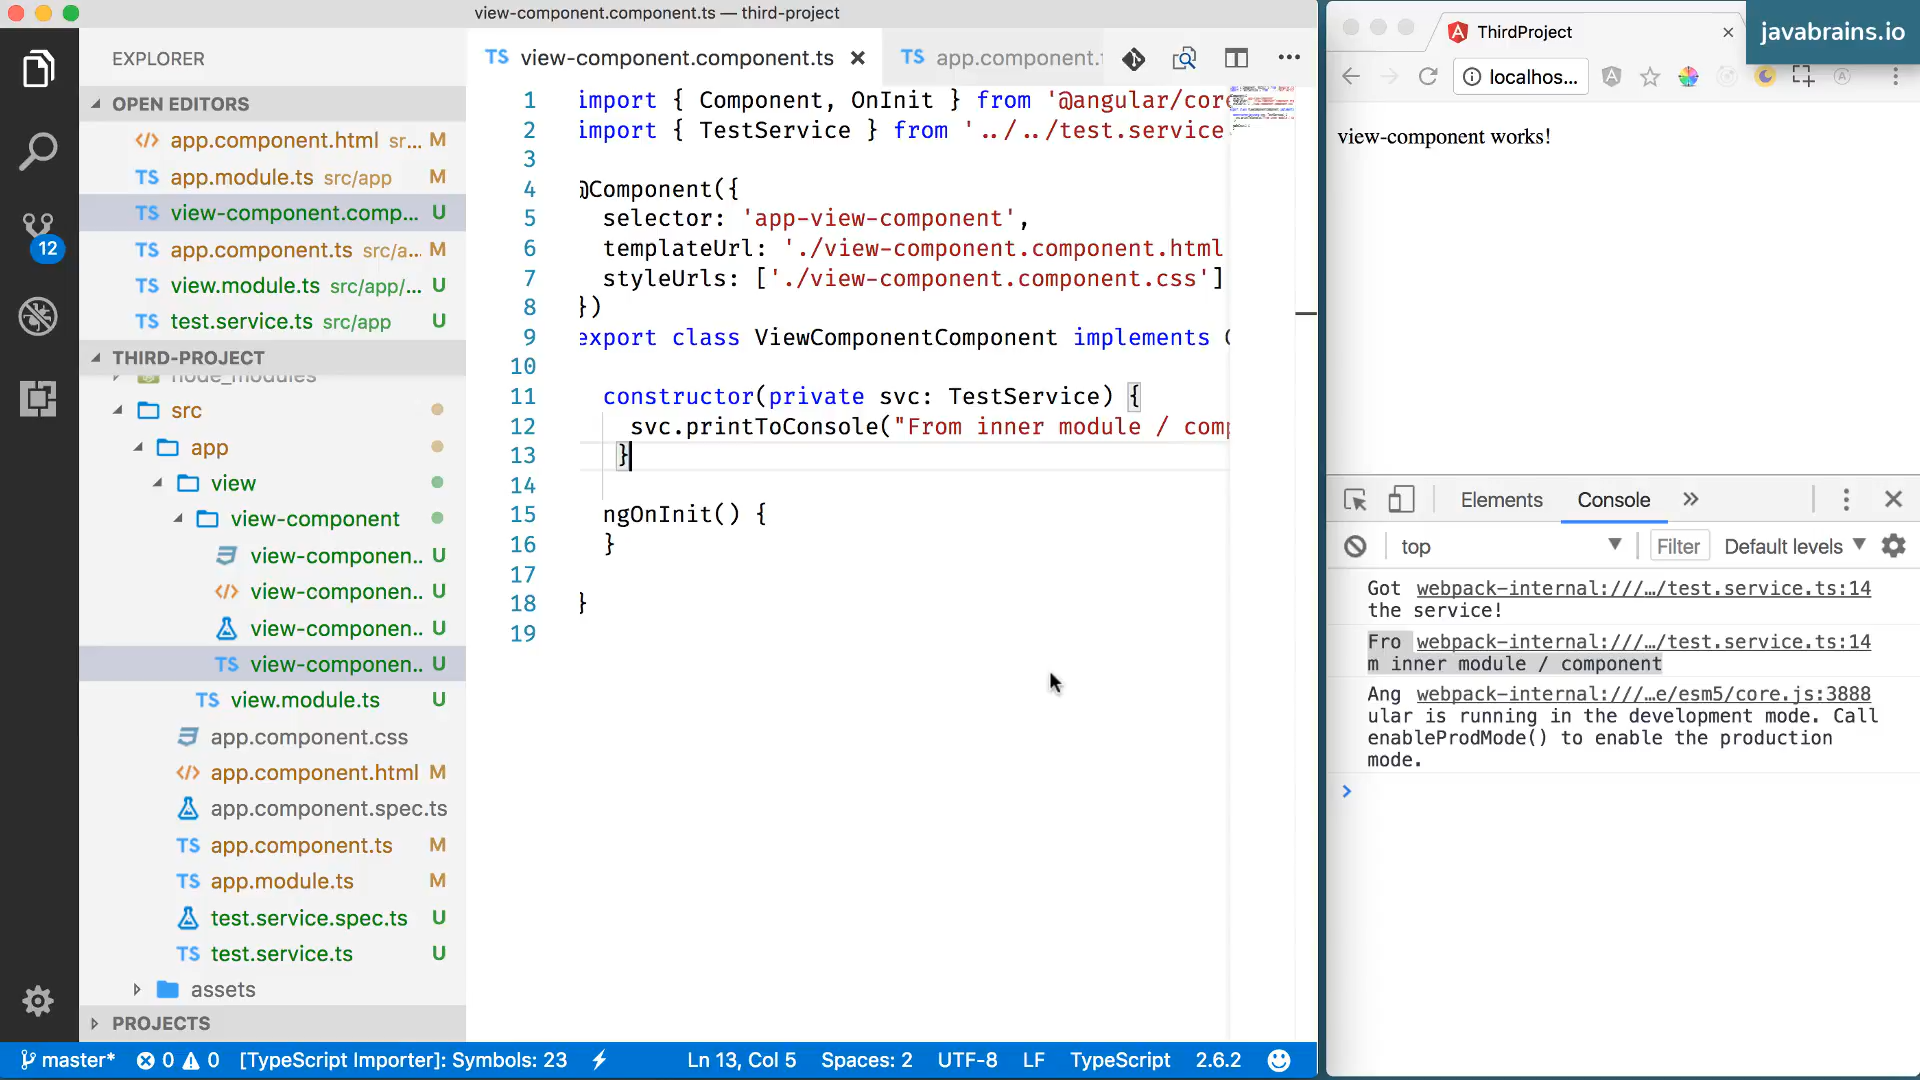 view-component.component.ts — third-project
EXPLORER
OPEN EDITORS
app.component.html sr... M
app.module.ts src/app M
view-component.comp... U
app.component.ts src/a... M
view.module.ts src/app/... U
test.service.ts src/app U
THIRD-PROJECT
node_modules
src
app
view
view-component
view-componen.. U
view-componen.. U
view-componen.. U
TS view-componen.. U
TS view.module.ts U
app.component.css
app.component.html M
app.component.spec.ts
TS app.component.ts M
TS app.module.ts M
test.service.spec.ts U
TS test.service.ts U
assets
PROJECTS
12
TS view-component.component.ts
TS app.component.
1 import { Component, OnInit } from '@angular/core
2 import { TestService } from '../../test.service
3
4 @Component({
5 selector: 'app-view-component',
6 templateUrl: './view-component.component.html
7 styleUrls: ['./view-component.component.css']
8 })
9 export class ViewComponentComponent implements
10
11 constructor(private svc: TestService) {
12 svc.printToConsole("From inner module / comp
13 }
14
15 ngOnInit() {
16 }
17
18 }
19
master* 0 0 [TypeScript Importer]: Symbols: 23 Ln 13, Col 5 Spaces: 2 UTF-8 LF TypeScript 2.6.2
ThirdProject
javabrains.io
localhos...
view-component works!
Elements Console
top Filter Default levels
Got webpack-internal:///…/test.service.ts:14
the service!
Fro webpack-internal:///…/test.service.ts:14
m inner module / component
Ang webpack-internal:///…e/esm5/core.js:3888
ular is running in the development mode. Call
enableProdMode() to enable the production
mode.